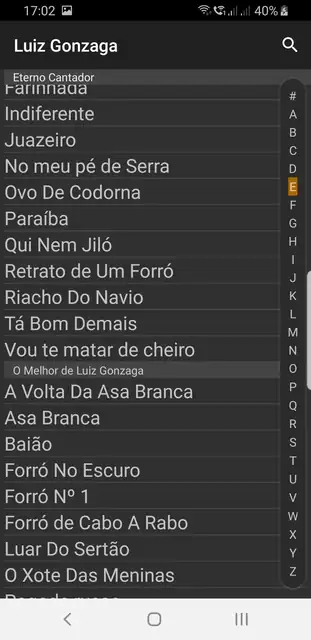 17:02
40%
Luiz Gonzaga
Eterno Cantador
Farinhada
Indiferente
Juazeiro
No meu pé de Serra
Ovo De Codorna
Paraíba
Qui Nem Jiló
Retrato de Um Forró
Riacho Do Navio
Tá Bom Demais
Vou te matar de cheiro
O Melhor de Luiz Gonzaga
A Volta Da Asa Branca
Asa Branca
Baião
Forró No Escuro
Forró Nº 1
Forró de Cabo A Rabo
Luar Do Sertão
O Xote Das Meninas
#
A
B
C
D
E
F
G
H
I
J
K
L
M
N
O
P
Q
R
S
T
U
V
W
X
Y
Z